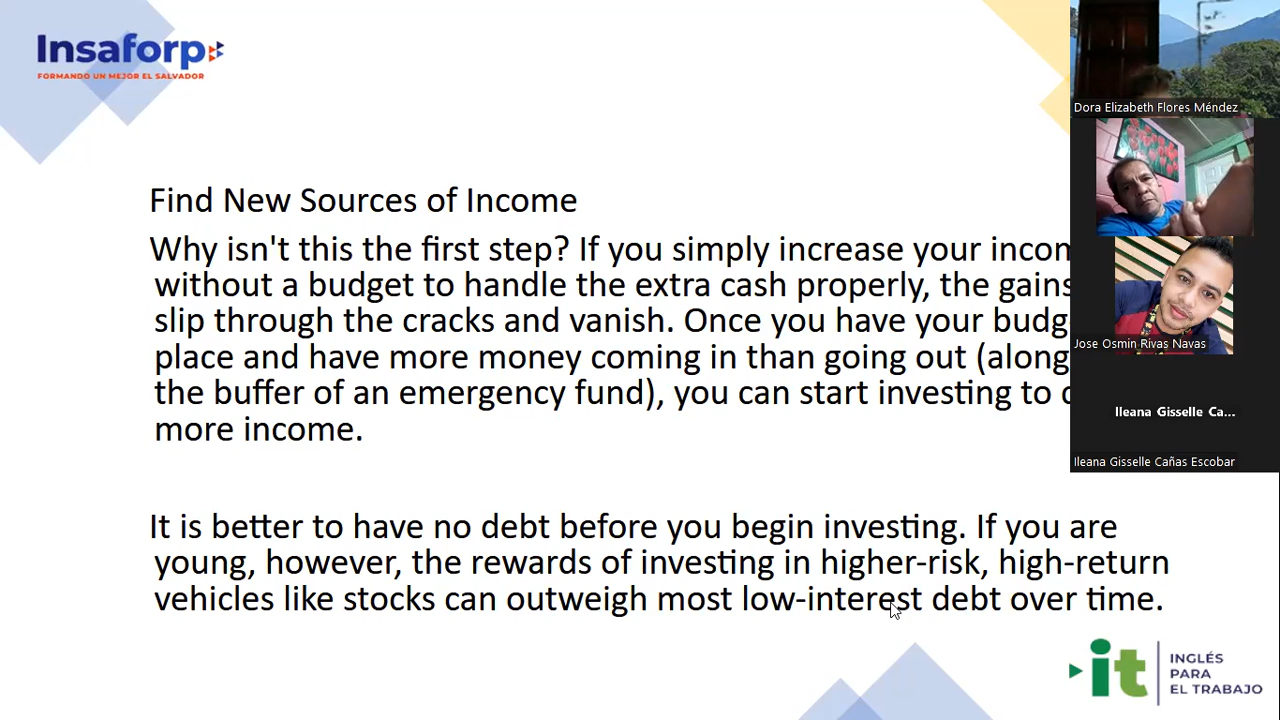 Insaforp
FORMANDO UN MEJOR EL SALVADOR
Find New Sources of Income
Why isn't this the first step? If you simply increase your
without a budget to handle the extra cash properly, the gains
slip through the cracks and vanish. Once you have your
place and have more money coming in than going out (along
the buffer of an emergency fund), you can start investing to
more income.
It is better to have no debt before you begin investing. If you are
young, however, the rewards of investing in higher-risk, high-return
vehicles like stocks can outweigh most low-interest debt over time.
Dora Elizabeth Flores Méndez
Jose Osmin Rivas Navas
Ileana Gisselle Ca...
Ileana Gisselle Cañas Escobar
it
INGLÉS
PARA
EL TRABAJO